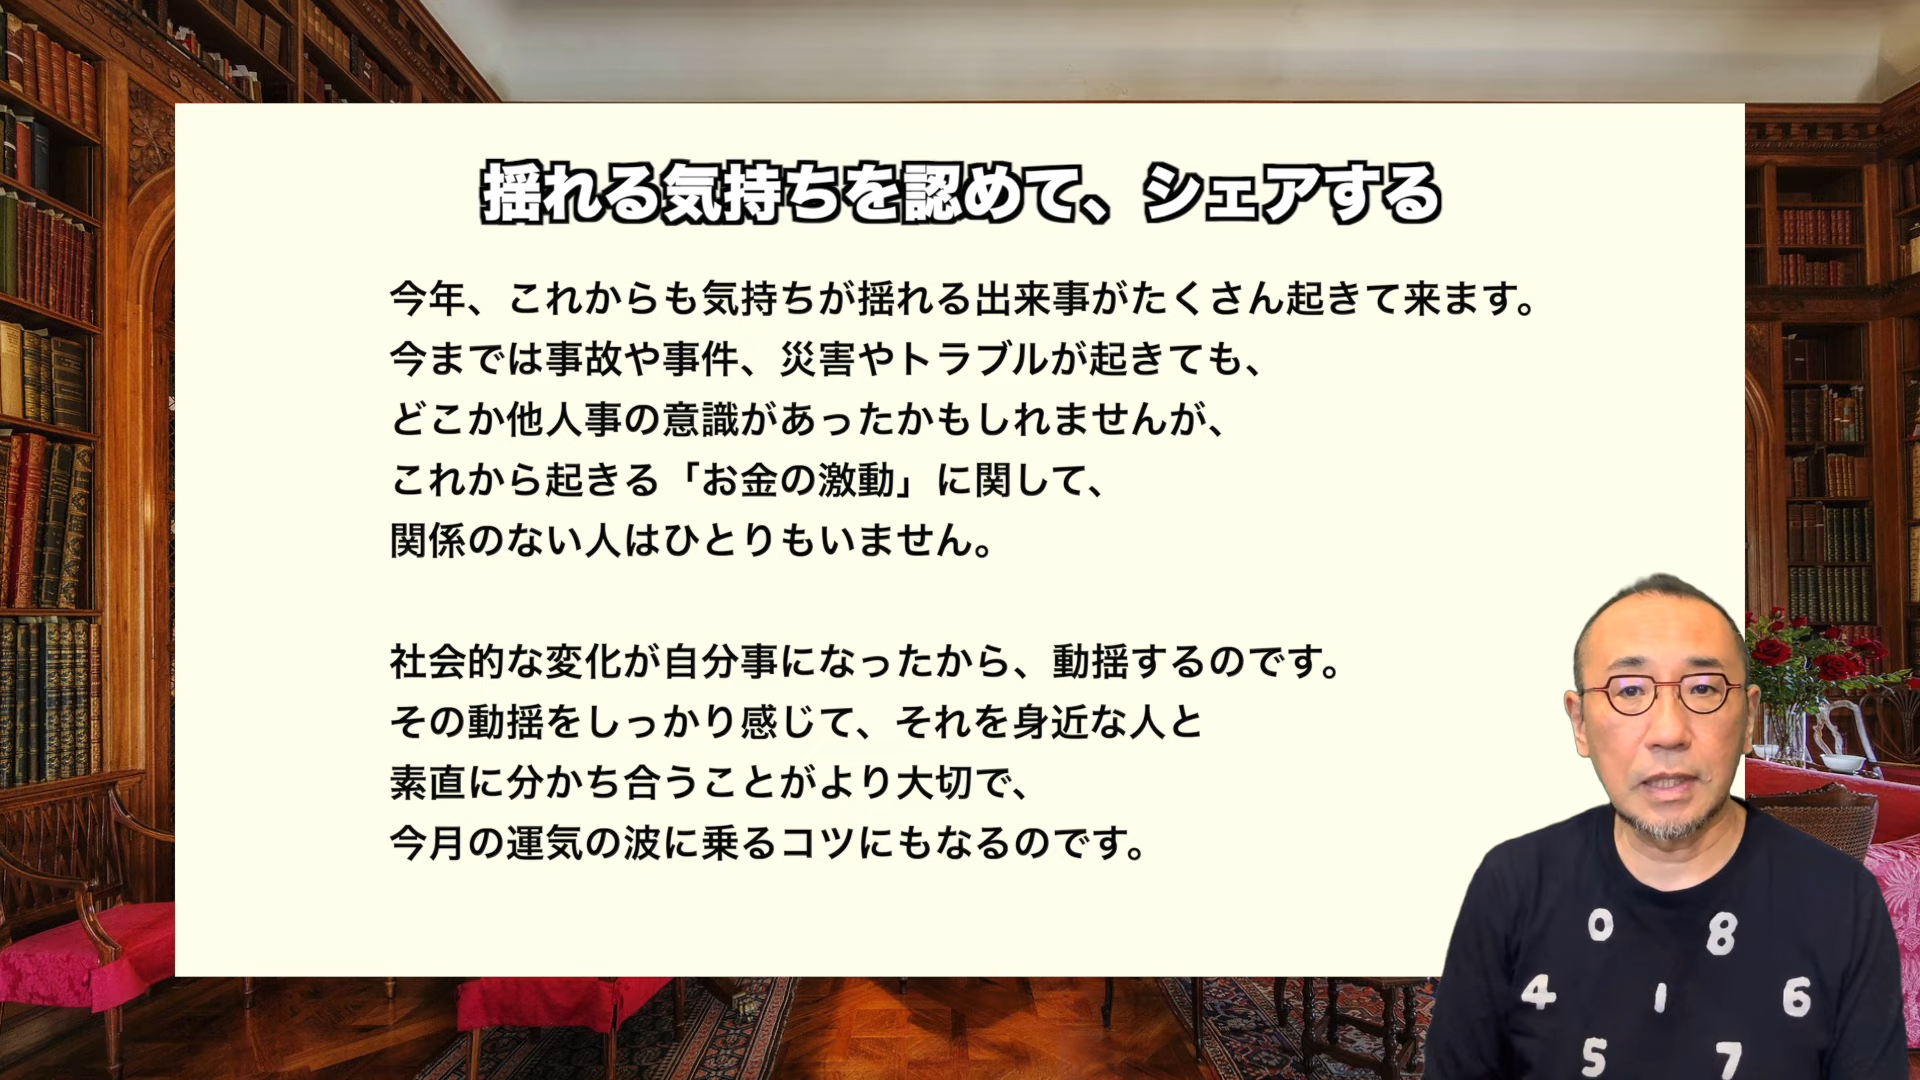 揺れる気持ちを認めて、シェアする
今年、これからも気持ちが揺れる出来事がたくさん起きて来ます。
今までは事故や事件、災害やトラブルが起きても、
どこか他人事の意識があったかもしれませんが、
これから起きる「お金の激動」に関して、
関係のない人はひとりもいません。
社会的な変化が自分事になったから、動揺するのです。
その動揺をしっかり感じて、それを身近な人と
素直に分かち合うことがより大切で、
今月の運気の波に乗るコツにもなるのです。
0 8
4 1 6
5 7